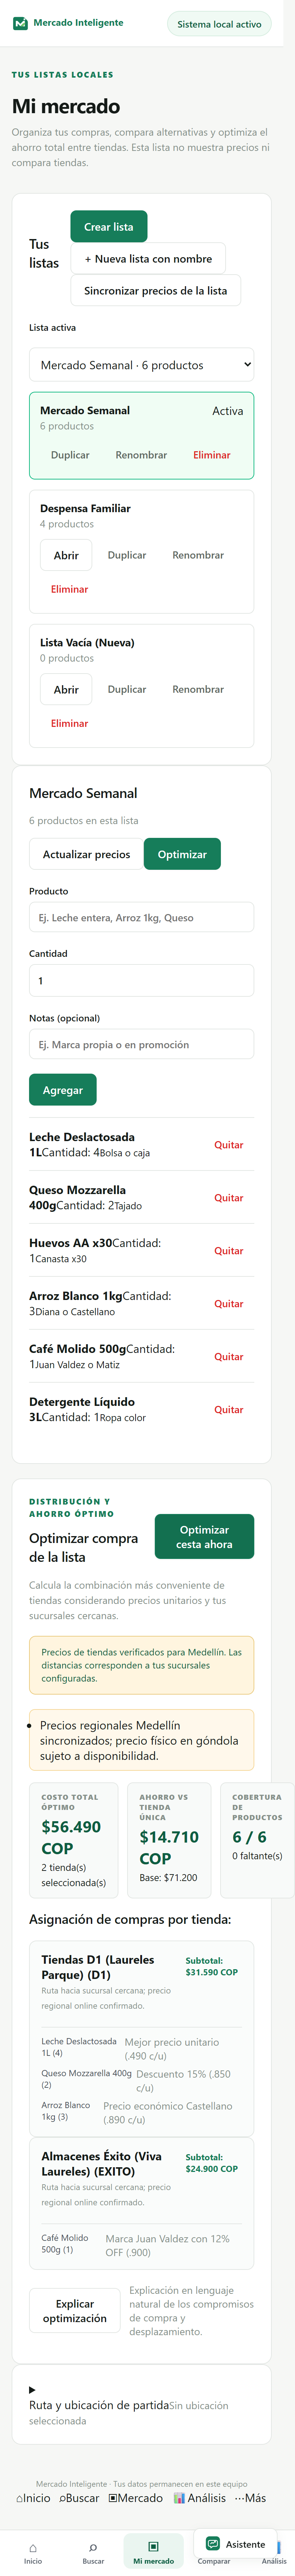 Mercado Inteligente
Sistema local activo
TUS LISTAS LOCALES
Mi mercado
Organiza tus compras, compara alternativas y optimiza el
ahorro total entre tiendas. Esta lista no muestra precios ni
compara tiendas.
Tus
listas
Crear lista
+ Nueva lista con nombre
Sincronizar precios de la lista
Lista activa
Mercado Semanal · 6 productos
Mercado Semanal
Activa
6 productos
Duplicar
Renombrar
Eliminar
Despensa Familiar
4 productos
Abrir
Duplicar
Renombrar
Eliminar
Lista Vacía (Nueva)
0 productos
Abrir
Duplicar
Renombrar
Eliminar
Mercado Semanal
6 productos en esta lista
Actualizar precios
Optimizar
Producto
Ej. Leche entera, Arroz 1kg, Queso
Cantidad
1
Notas (opcional)
Ej. Marca propia o en promoción
Agregar
Leche Deslactosada
1LCantidad: 4Bolsa o caja
Quitar
Queso Mozzarella
400gCantidad: 2Tajado
Quitar
Huevos AA x30Cantidad:
1Canasta x30
Quitar
Arroz Blanco 1kgCantidad:
3Diana o Castellano
Quitar
Café Molido 500gCantidad:
1Juan Valdez o Matiz
Quitar
Detergente Líquido
3LCantidad: 1Ropa color
Quitar
DISTRIBUCIÓN Y
AHORRO ÓPTIMO
Optimizar compra
de la lista
Optimizar
cesta ahora
Calcula la combinación más conveniente de
tiendas considerando precios unitarios y tus
sucursales cercanas.
Precios de tiendas verificados para Medellín. Las
distancias corresponden a tus sucursales
configuradas.
• Precios regionales Medellín
sincronizados; precio físico en góndola
sujeto a disponibilidad.
COSTO TOTAL
ÓPTIMO
$56.490
COP
2 tienda(s)
seleccionada(s)
AHORRO VS
TIENDA
ÚNICA
$14.710
COP
Base: $71.200
COBERTURA
DE
PRODUCTOS
6 / 6
0 faltante(s)
Asignación de compras por tienda:
Tiendas D1 (Laureles
Parque) (D1)
Subtotal:
$31.590 COP
Ruta hacia sucursal cercana; precio
regional online confirmado.
Leche Deslactosada
1L (4)
Mejor precio unitario
(.490 c/u)
Queso Mozzarella 400g
(2)
Descuento 15% (.850
c/u)
Arroz Blanco
1kg (3)
Precio económico Castellano
(.890 c/u)
Almacenes Éxito (Viva
Laureles) (EXITO)
Subtotal:
$24.900 COP
Ruta hacia sucursal cercana; precio
regional online confirmado.
Café Molido
500g (1)
Marca Juan Valdez con 12%
OFF (.900)
Explicar
optimización
Explicación en lenguaje
natural de los compromisos
de compra y
desplazamiento.
Ruta y ubicación de partidaSin ubicación
seleccionada
Mercado Inteligente · Tus datos permanecen en este equipo
⌂Inicio ⌕Buscar ▣Mercado 📊 Análisis ⋯Más
Asistente
Inicio
Buscar
Mi mercado
Comparar
Análisis